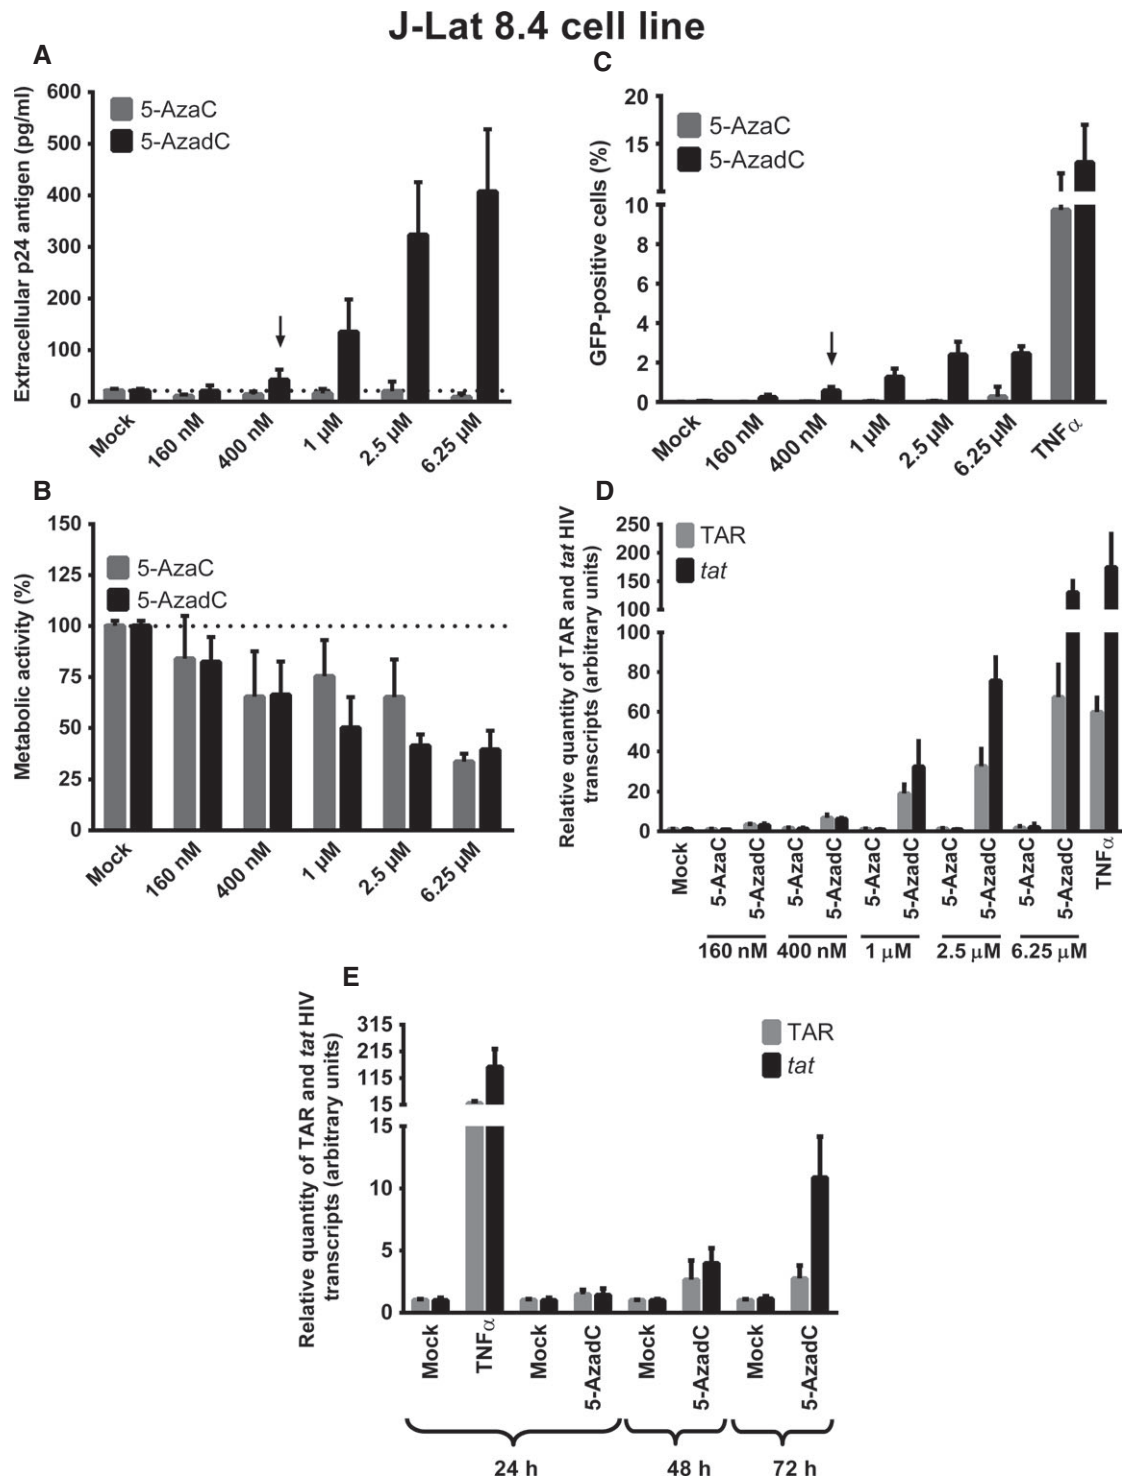 J-Lat 8.4 cell line
A
Extracellular p24 antigen (pg/ml)
600
500
400
300
200
100
0
5-AzaC
5-AzadC
Mock
160 nM
400 nM
1 µM
2.5 µM
6.25 µM
C
GFP-positive cells (%)
20
15
10
8
6
4
2
0
5-AzaC
5-AzadC
Mock
160 nM
400 nM
1 µM
2.5 µM
6.25 µM
TNFα
B
Metabolic activity (%)
150
125
100
75
50
25
0
5-AzaC
5-AzadC
Mock
160 nM
400 nM
1 µM
2.5 µM
6.25 µM
D
Relative quantity of TAR and tat HIV
transcripts (arbitrary units)
250
200
150
100
100
80
60
40
20
0
TAR
tat
Mock
5-AzaC
5-AzadC
5-AzaC
5-AzadC
5-AzaC
5-AzadC
5-AzaC
5-AzadC
5-AzaC
5-AzadC
TNFα
160 nM 400 nM 1 µM 2.5 µM 6.25 µM
E
Relative quantity of TAR and tat HIV
transcripts (arbitrary units)
315
215
115
15
15
10
5
0
TAR
tat
Mock
TNFα
Mock
5-AzadC
Mock
5-AzadC
Mock
5-AzadC
24 h 48 h 72 h